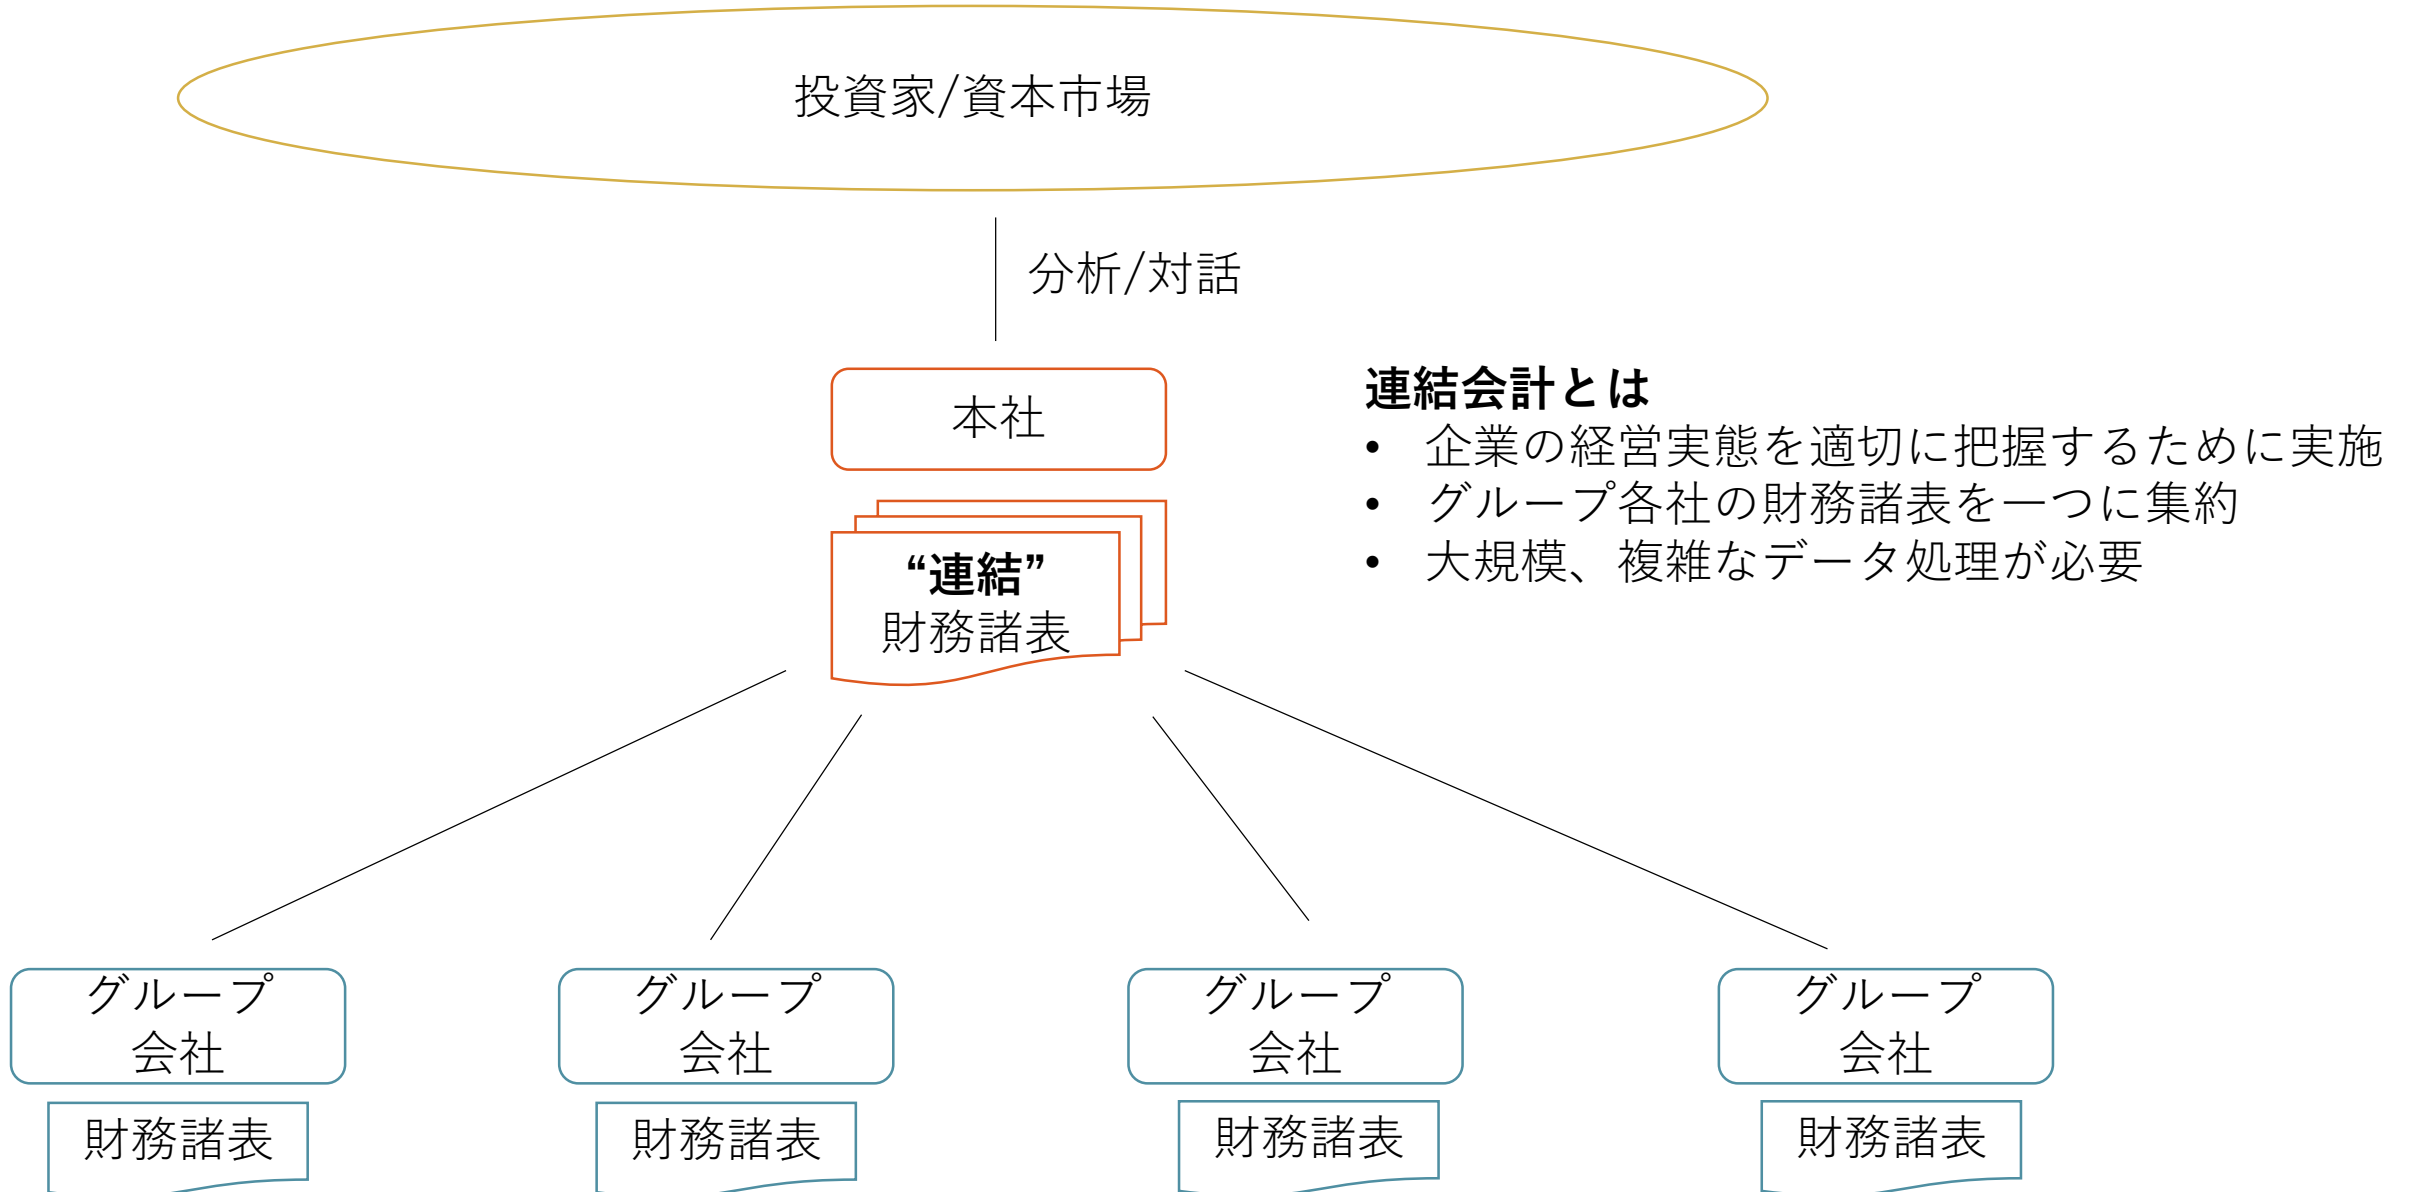 投資家/資本市場
分析/対話
本社
連結会計とは
• 企業の経営実態を適切に把握するために実施
• グループ各社の財務諸表を一つに集約
• 大規模、複雑なデータ処理が必要
“連結”
財務諸表
グループ
会社
財務諸表
グループ
会社
財務諸表
グループ
会社
財務諸表
グループ
会社
財務諸表